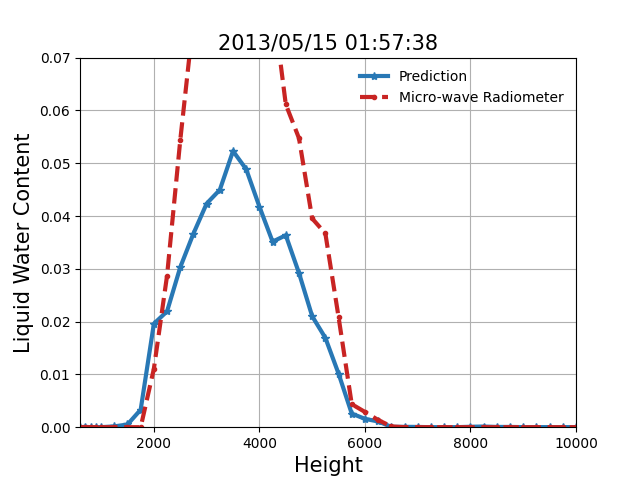 2013/05/15 01:57:38
Prediction
Micro-wave Radiometer
Liquid Water Content
0.07
0.06
0.05
0.04
0.03
0.02
0.01
0.00
2000 4000 6000 8000 10000
Height